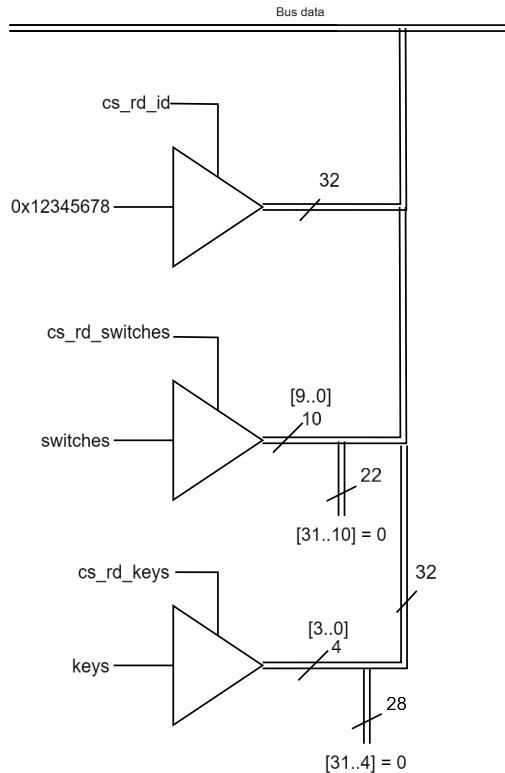 Bus data
cs_rd_id
32
0x12345678
cs_rd_switches
[9..0]
10
switches
22
[31..10] = 0
cs_rd_keys
32
[3..0]
4
keys
28
[31..4] = 0